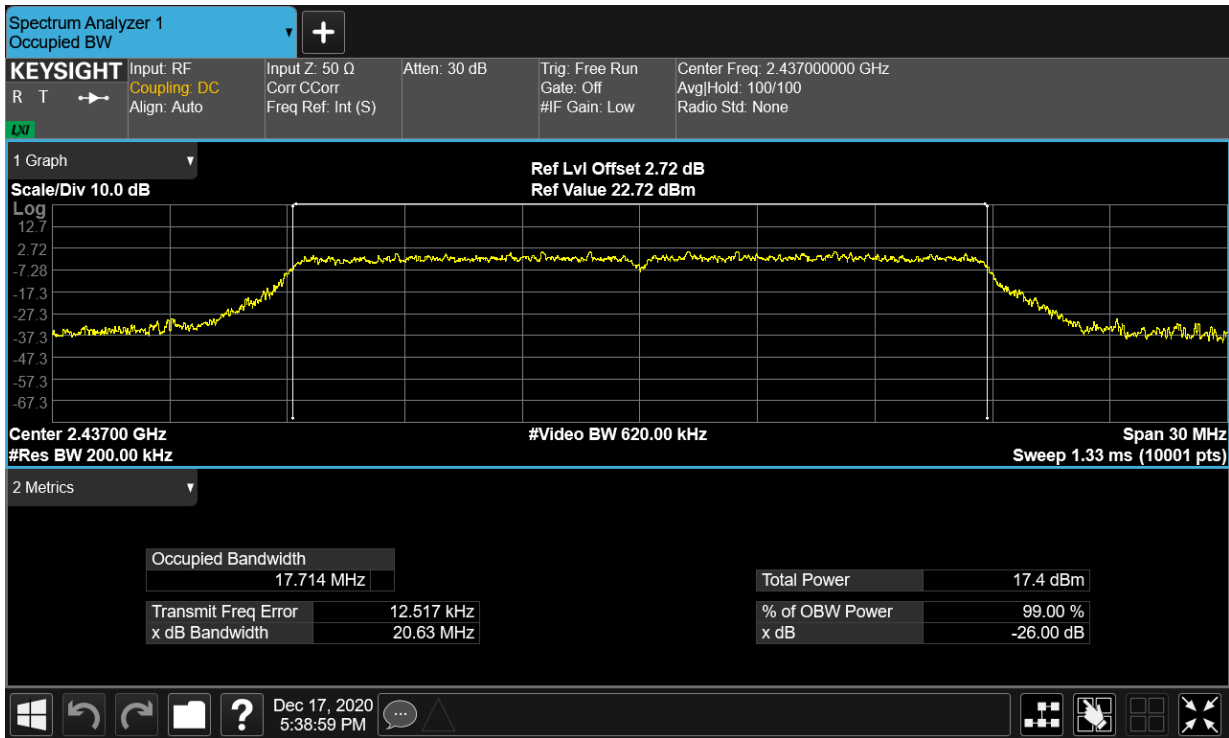 Spectrum Analyzer 1
Occupied BW
+
KEYSIGHT
R T
LXI
Input: RF
Coupling: DC
Align: Auto
Input Z: 50 Ω
Corr CCorr
Freq Ref: Int (S)
Atten: 30 dB
Trig: Free Run
Gate: Off
#IF Gain: Low
Center Freq: 2.437000000 GHz
Avg|Hold: 100/100
Radio Std: None
1 Graph
Ref Lvl Offset 2.72 dB
Scale/Div 10.0 dB
Ref Value 22.72 dBm
Log
12.7
2.72
-7.28
-17.3
-27.3
-37.3
-47.3
-57.3
-67.3
Center 2.43700 GHz
#Video BW 620.00 kHz
Span 30 MHz
#Res BW 200.00 kHz
Sweep 1.33 ms (10001 pts)
2 Metrics
Occupied Bandwidth
17.714 MHz
Total Power 17.4 dBm
Transmit Freq Error 12.517 kHz
% of OBW Power 99.00 %
x dB Bandwidth 20.63 MHz
x dB -26.00 dB
?
Dec 17, 2020
5:38:59 PM